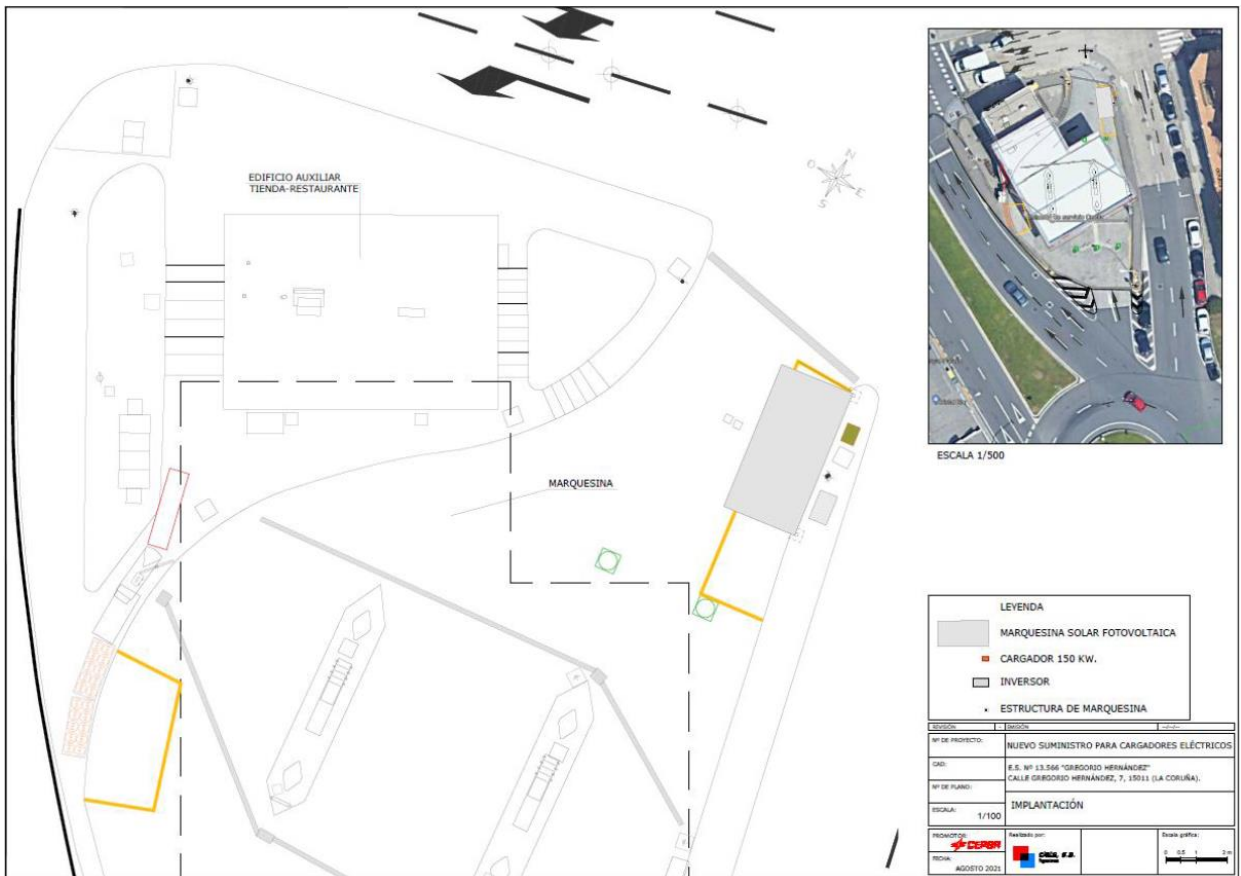 EDIFICIO AUXILIAR
TIENDA-RESTAURANTE
N
O
E
S
MARQUESINA
ESCALA 1/500
LEYENDA
MARQUESINA SOLAR FOTOVOLTAICA
CARGADOR 150 KW.
INVERSOR
ESTRUCTURA DE MARQUESINA
REVISIÓN - EMISIÓN --/--/--
Nº DE PROYECTO:
NUEVO SUMINISTRO PARA CARGADORES ELÉCTRICOS
CAD:
E.S. Nº 13.566 "GREGORIO HERNÁNDEZ"
CALLE GREGORIO HERNÁNDEZ, 7, 15011 (LA CORUÑA).
Nº DE PLANO:
IMPLANTACIÓN
ESCALA: 1/100
PROMOTOR: CEPSA
Realizado por:
Escala gráfica:
0 0.5 1 2 m
FECHA:
AGOSTO 2021